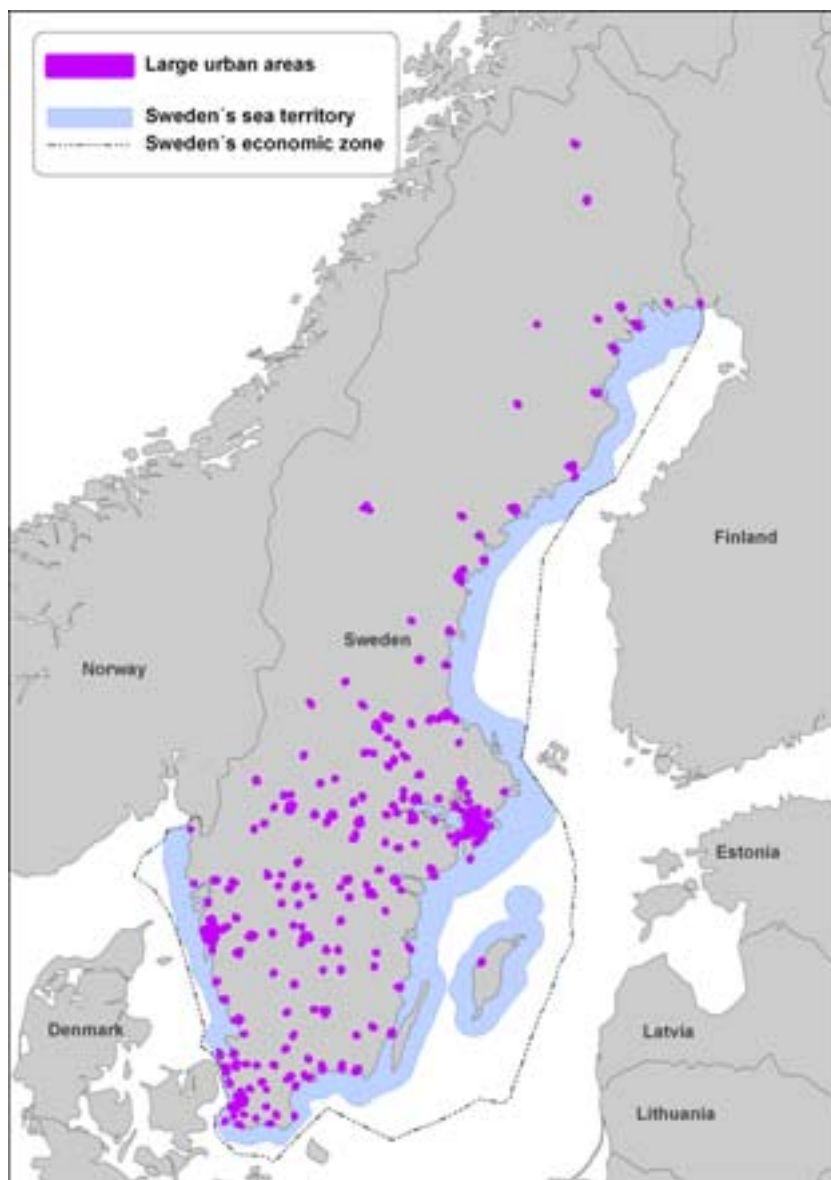 Large urban areas
Sweden´s sea territory
Sweden´s economic zone
Finland
Sweden
Norway
Estonia
Denmark
Latvia
Lithuania